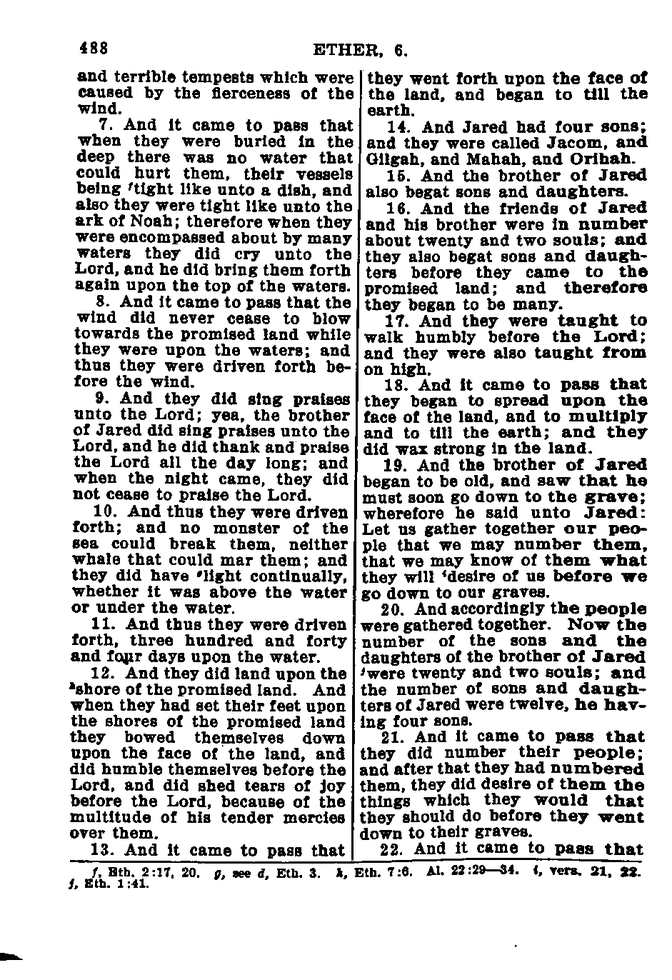 488
ETHER, 6.
and terrible tempests which were
caused by the fierceness of the
wind.
7. And it came to pass that
when they were buried in the
deep there was no water that
could hurt them, their vessels
being ᶠtight like unto a dish, and
also they were tight like unto the
ark of Noah; therefore when they
were encompassed about by many
waters they did cry unto the
Lord, and he did bring them forth
again upon the top of the waters.
8. And it came to pass that the
wind did never cease to blow
towards the promised land while
they were upon the waters; and
thus they were driven forth be-
fore the wind.
9. And they did sing praises
unto the Lord; yea, the brother
of Jared did sing praises unto the
Lord, and he did thank and praise
the Lord all the day long; and
when the night came, they did
not cease to praise the Lord.
10. And thus they were driven
forth; and no monster of the
sea could break them, neither
whale that could mar them; and
they did have ᵍlight continually,
whether it was above the water
or under the water.
11. And thus they were driven
forth, three hundred and forty
and four days upon the water.
12. And they did land upon the
ʰshore of the promised land. And
when they had set their feet upon
the shores of the promised land
they bowed themselves down
upon the face of the land, and
did humble themselves before the
Lord, and did shed tears of joy
before the Lord, because of the
multitude of his tender mercies
over them.
13. And it came to pass that
they went forth upon the face of
the land, and began to till the
earth.
14. And Jared had four sons;
and they were called Jacom, and
Gilgah, and Mahah, and Orihah.
15. And the brother of Jared
also begat sons and daughters.
16. And the friends of Jared
and his brother were in number
about twenty and two souls; and
they also begat sons and daugh-
ters before they came to the
promised land; and therefore
they began to be many.
17. And they were taught to
walk humbly before the Lord;
and they were also taught from
on high.
18. And it came to pass that
they began to spread upon the
face of the land, and to multiply
and to till the earth; and they
did wax strong in the land.
19. And the brother of Jared
began to be old, and saw that he
must soon go down to the grave;
wherefore he said unto Jared:
Let us gather together our peo-
ple that we may number them,
that we may know of them what
they will ⁱdesire of us before we
go down to our graves.
20. And accordingly the people
were gathered together. Now the
number of the sons and the
daughters of the brother of Jared
ʲwere twenty and two souls; and
the number of sons and daugh-
ters of Jared were twelve, he hav-
ing four sons.
21. And it came to pass that
they did number their people;
and after that they had numbered
them, they did desire of them the
things which they would that
they should do before they went
down to their graves.
22. And it came to pass that
f, Eth. 2:17, 20. g, see d, Eth. 3. h, Eth. 7:6. Al. 22:29—34. i, vers. 21, 22.
j, Eth. 1:41.